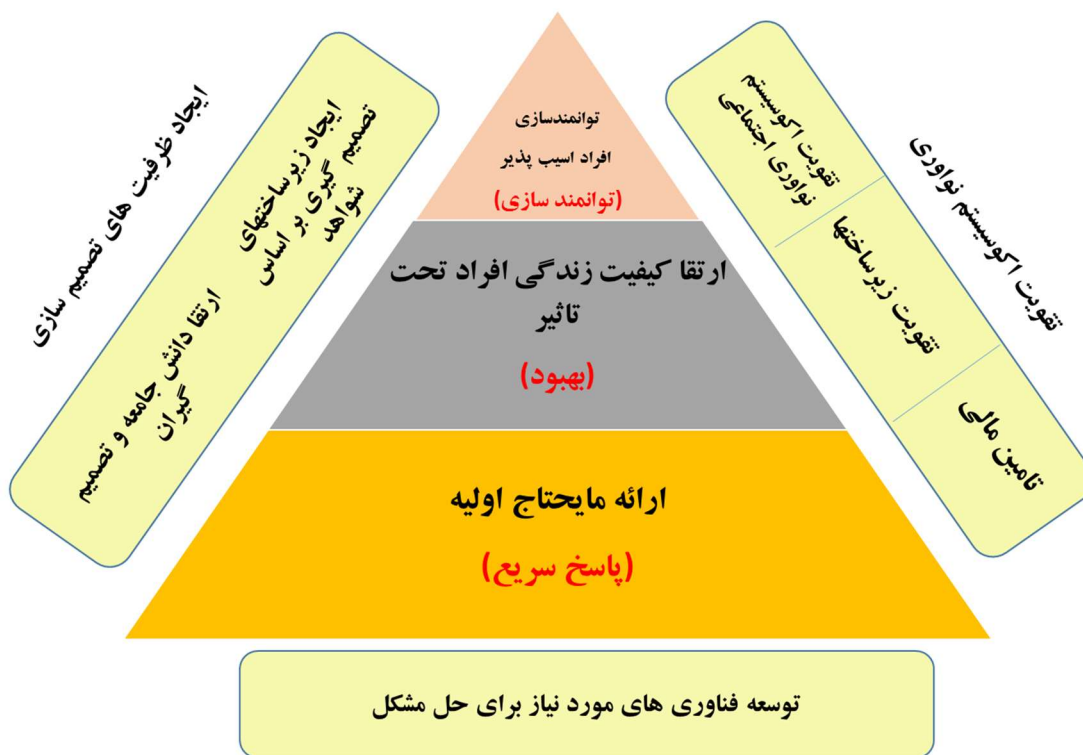 توانمندسازی
افراد اسیب پذیر
(توانمند سازی)
ارتقا کیفیت زندگی افراد تحت
تاثیر
(بهبود)
ارائه مایحتاج اولیه
(پاسخ سریع)
توسعه فناوری های مورد نیاز برای حل مشکل
تقویت اکوسیستم نواوری
تقویت اکوسیستم
نواوری اجتماعی
تقویت زیرساختها
تامین مالی
ایجاد ظرفیت های تصمیم سازی
ایجاد زیرساختهای
تصمیم گیری بر اساس
شواهد
ارتقا دانش جامعه و تصمیم
گیران